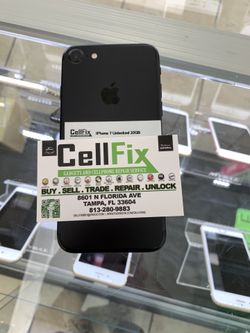 CellFix
iPhone 7 Unlocked 32GB
CellFix
GADGETS AND CELLPHONE REPAIR SERVICE
BUY . SELL . TRADE . REPAIR . UNLOCK
8601 N FLORIDA AVE
TAMPA, FL 33604
813-280-9883